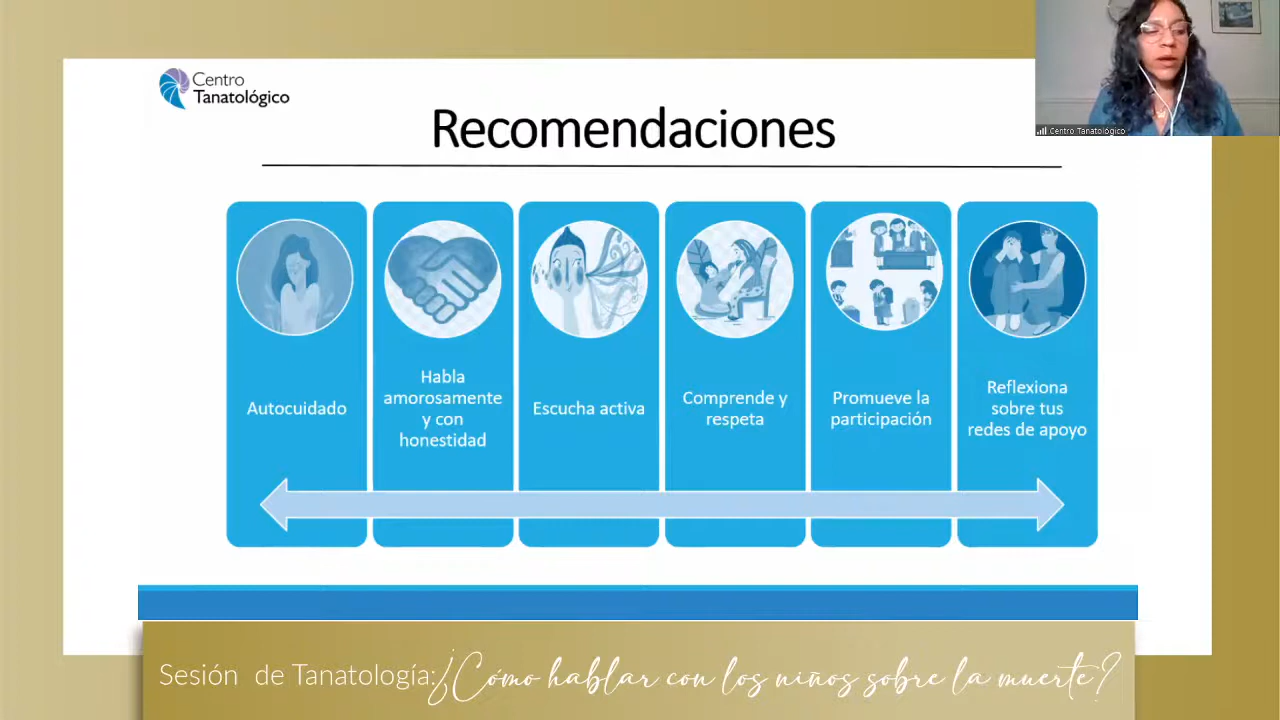 Centro
Tanatológico
Recomendaciones
Centro Tanatológico
Autocuidado
Habla
amorosamente
y con
honestidad
Escucha activa
Comprende y
respeta
Promueve la
participación
Reflexiona
sobre tus
redes de apoyo
Sesión de Tanatología:¿Cómo hablar con los niños sobre la muerte?